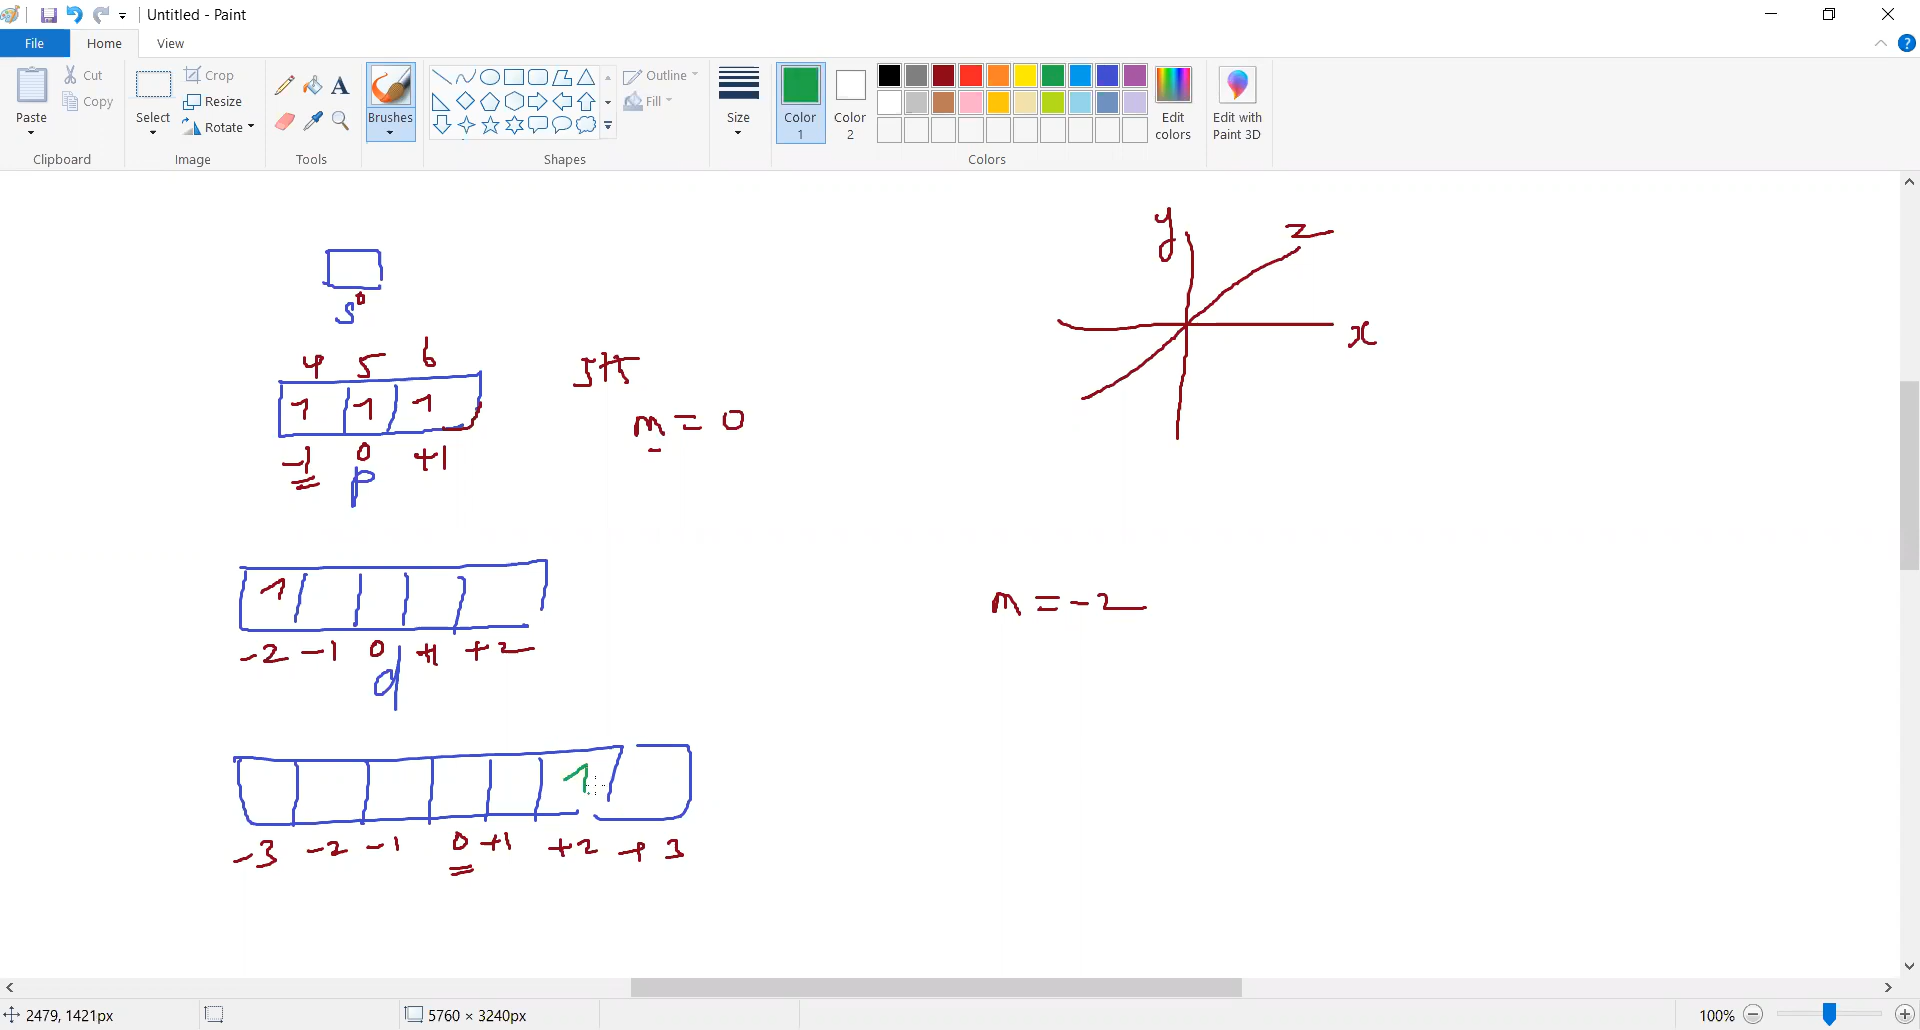 Untitled - Paint
File Home View
Paste Cut Copy Clipboard
Select Crop Resize Rotate Image
Tools
Brushes
Outline Fill Shapes
Size
Color 1 Color 2 Edit colors Colors
Edit with Paint 3D
y z
x
s 0
4 5 6
1 1 1
-1 0 +1
p
5+5
m = 0
1
-2 -1 0 +1 +2
d
m = -2
1
-3 -2 -1 0 +1 +2 + 3
2479, 1421px 5760 × 3240px 100%